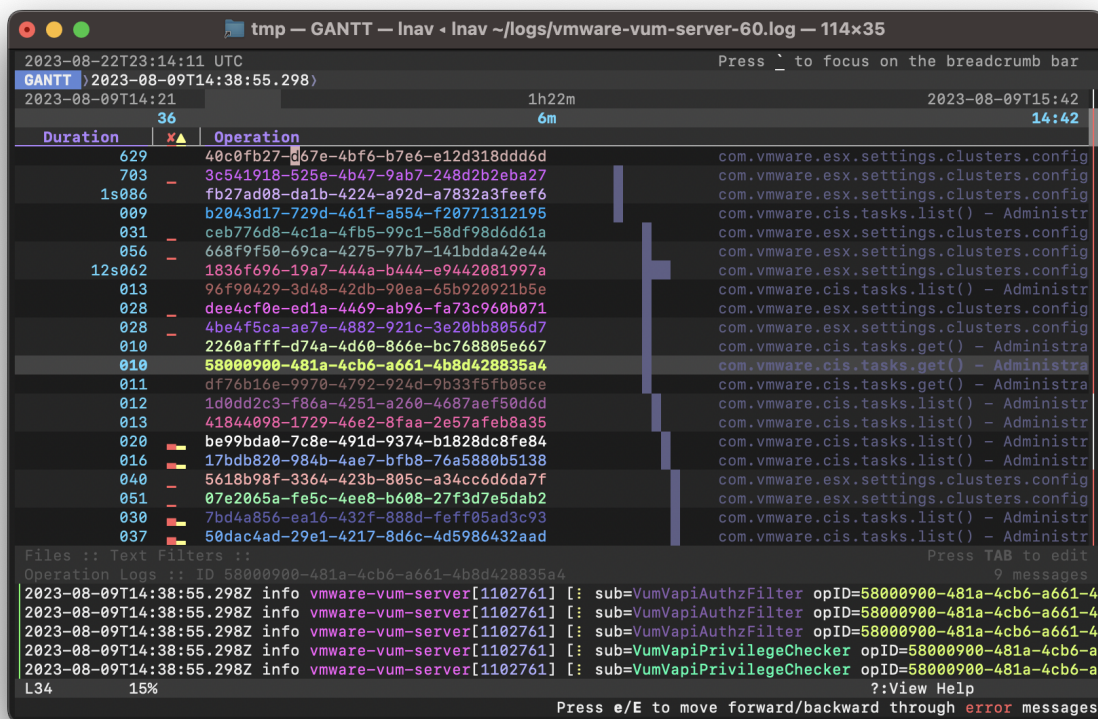 tmp — GANTT — lnav ◂ lnav ~/logs/vmware-vum-server-60.log — 114×35
2023-08-22T23:14:11 UTC Press ` to focus on the breadcrumb bar
GANTT ⟩2023-08-09T14:38:55.298⟩
2023-08-09T14:21 1h22m 2023-08-09T15:42
36 6m 14:42
Duration | ✘▲ | Operation
629 40c0fb27-d67e-4bf6-b7e6-e12d318ddd6d com.vmware.esx.settings.clusters.config
703 3c541918-525e-4b47-9ab7-248d2b2eba27 com.vmware.esx.settings.clusters.config
1s086 fb27ad08-da1b-4224-a92d-a7832a3feef6 com.vmware.esx.settings.clusters.config
009 b2043d17-729d-461f-a554-f20771312195 com.vmware.cis.tasks.list() — Administr
031 ceb776d8-4c1a-4fb5-99c1-58df98d6d61a com.vmware.esx.settings.clusters.config
056 668f9f50-69ca-4275-97b7-141bdda42e44 com.vmware.esx.settings.clusters.config
12s062 1836f696-19a7-444a-b444-e9442081997a com.vmware.esx.settings.clusters.config
013 96f90429-3d48-42db-90ea-65b920921b5e com.vmware.cis.tasks.list() — Administr
028 dee4cf0e-ed1a-4469-ab96-fa73c960b071 com.vmware.esx.settings.clusters.config
028 4be4f5ca-ae7e-4882-921c-3e20bb8056d7 com.vmware.esx.settings.clusters.config
010 2260afff-d74a-4d60-866e-bc768805e667 com.vmware.cis.tasks.get() — Administra
010 58000900-481a-4cb6-a661-4b8d428835a4 com.vmware.cis.tasks.get() — Administra
011 df76b16e-9970-4792-924d-9b33f5fb05ce com.vmware.cis.tasks.get() — Administra
012 1d0dd2c3-f86a-4251-a260-4687aef50d6d com.vmware.cis.tasks.list() — Administr
013 41844098-1729-46e2-8faa-2e57afeb8a35 com.vmware.cis.tasks.list() — Administr
020 be99bda0-7c8e-491d-9374-b1828dc8fe84 com.vmware.cis.tasks.list() — Administr
016 17bdb820-984b-4ae7-bfb8-76a5880b5138 com.vmware.cis.tasks.list() — Administr
040 5618b98f-3364-423b-805c-a34cc6d6da7f com.vmware.esx.settings.clusters.config
051 07e2065a-fe5c-4ee8-b608-27f3d7e5dab2 com.vmware.esx.settings.clusters.config
030 7bd4a856-ea16-432f-888d-feff05ad3c93 com.vmware.cis.tasks.list() — Administr
037 50dac4ad-29e1-4217-8d6c-4d5986432aad com.vmware.cis.tasks.list() — Administr
Files :: Text Filters :: Press TAB to edit
Operation Logs :: ID 58000900-481a-4cb6-a661-4b8d428835a4 9 messages
2023-08-09T14:38:55.298Z info vmware-vum-server[1102761] [⋮ sub=VumVapiAuthzFilter opID=58000900-481a-4cb6-a661-4
2023-08-09T14:38:55.298Z info vmware-vum-server[1102761] [⋮ sub=VumVapiAuthzFilter opID=58000900-481a-4cb6-a661-4
2023-08-09T14:38:55.298Z info vmware-vum-server[1102761] [⋮ sub=VumVapiAuthzFilter opID=58000900-481a-4cb6-a661-4
2023-08-09T14:38:55.298Z info vmware-vum-server[1102761] [⋮ sub=VumVapiPrivilegeChecker opID=58000900-481a-4cb6-a661-4
2023-08-09T14:38:55.298Z info vmware-vum-server[1102761] [⋮ sub=VumVapiPrivilegeChecker opID=58000900-481a-4cb6-a661-4
L34 15% ?:View Help
Press e/E to move forward/backward through error messages